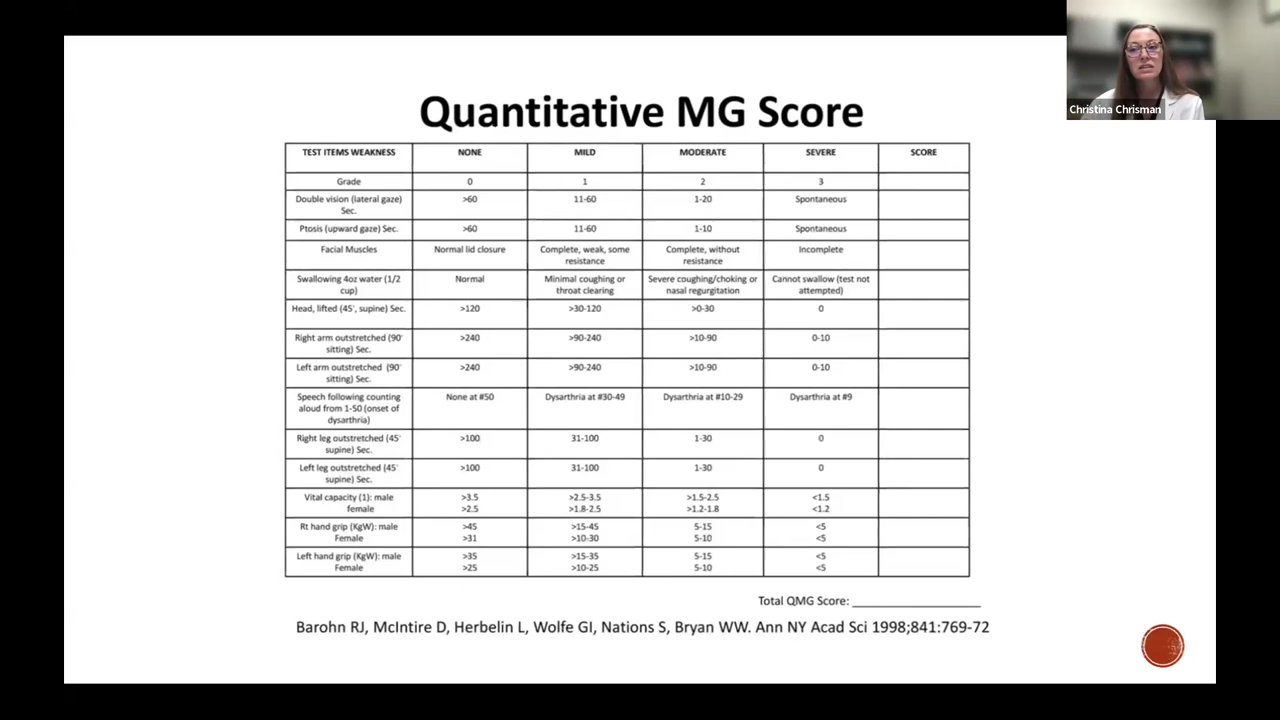 Christina Chrisman
Quantitative MG Score
TEST ITEMS WEAKNESS NONE MILD MODERATE SEVERE SCORE
Grade 0 1 2 3
Double vision (lateral gaze) >60 11-60 1-20 Spontaneous
Sec.
Ptosis (upward gaze) Sec. >60 11-60 1-10 Spontaneous
Facial Muscles Normal lid closure Complete, weak, some Complete, without Incomplete
resistance resistance
Swallowing 4oz water (1/2 Normal Minimal coughing or Severe coughing/choking or Cannot swallow (test not
cup) throat clearing nasal regurgitation attempted)
Head, lifted (45°, supine) Sec. >120 >30-120 >0-30 0
Right arm outstretched (90° >240 >90-240 >10-90 0-10
sitting) Sec.
Left arm outstretched (90° >240 >90-240 >10-90 0-10
sitting) Sec.
Speech following counting None at #50 Dysarthria at #30-49 Dysarthria at #10-29 Dysarthria at #9
aloud from 1-50 (onset of
dysarthria)
Right leg outstretched (45° >100 31-100 1-30 0
supine) Sec.
Left leg outstretched (45° >100 31-100 1-30 0
supine) Sec.
Vital capacity (1): male >3.5 >2.5-3.5 >1.5-2.5 <1.5
female >2.5 >1.8-2.5 >1.2-1.8 <1.2
Rt hand grip (KgW): male >45 >15-45 5-15 <5
Female >31 >10-30 5-10 <5
Left hand grip (KgW): male >35 >15-35 5-15 <5
Female >25 >10-25 5-10 <5
Total QMG Score: ____________________
Barohn RJ, McIntire D, Herbelin L, Wolfe GI, Nations S, Bryan WW. Ann NY Acad Sci 1998;841:769-72